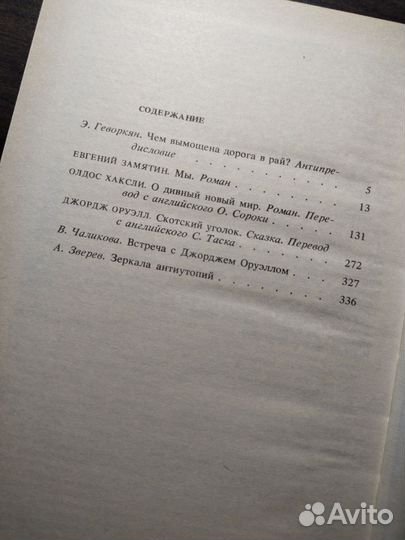 СОДЕРЖАНИЕ
Э. Геворкян. Чем вымощена дорога в рай? Антипре-
дисловие . . . . . . . . . . 5
ЕВГЕНИЙ ЗАМЯТИН. Мы. Роман . . . . . . 13
ОЛДОС ХАКСЛИ. О дивный новый мир. Роман. Пере-
вод с английского О. Сороки . . . . . . 131
ДЖОРДЖ ОРУЭЛЛ. Скотский уголок. Сказка. Перевод
с английского С. Таска . . . . . . . 272
В. Чаликова. Встреча с Джорджем Оруэллом . . . . 327
А. Зверев. Зеркала антиутопий . . . . . . 336
Avito